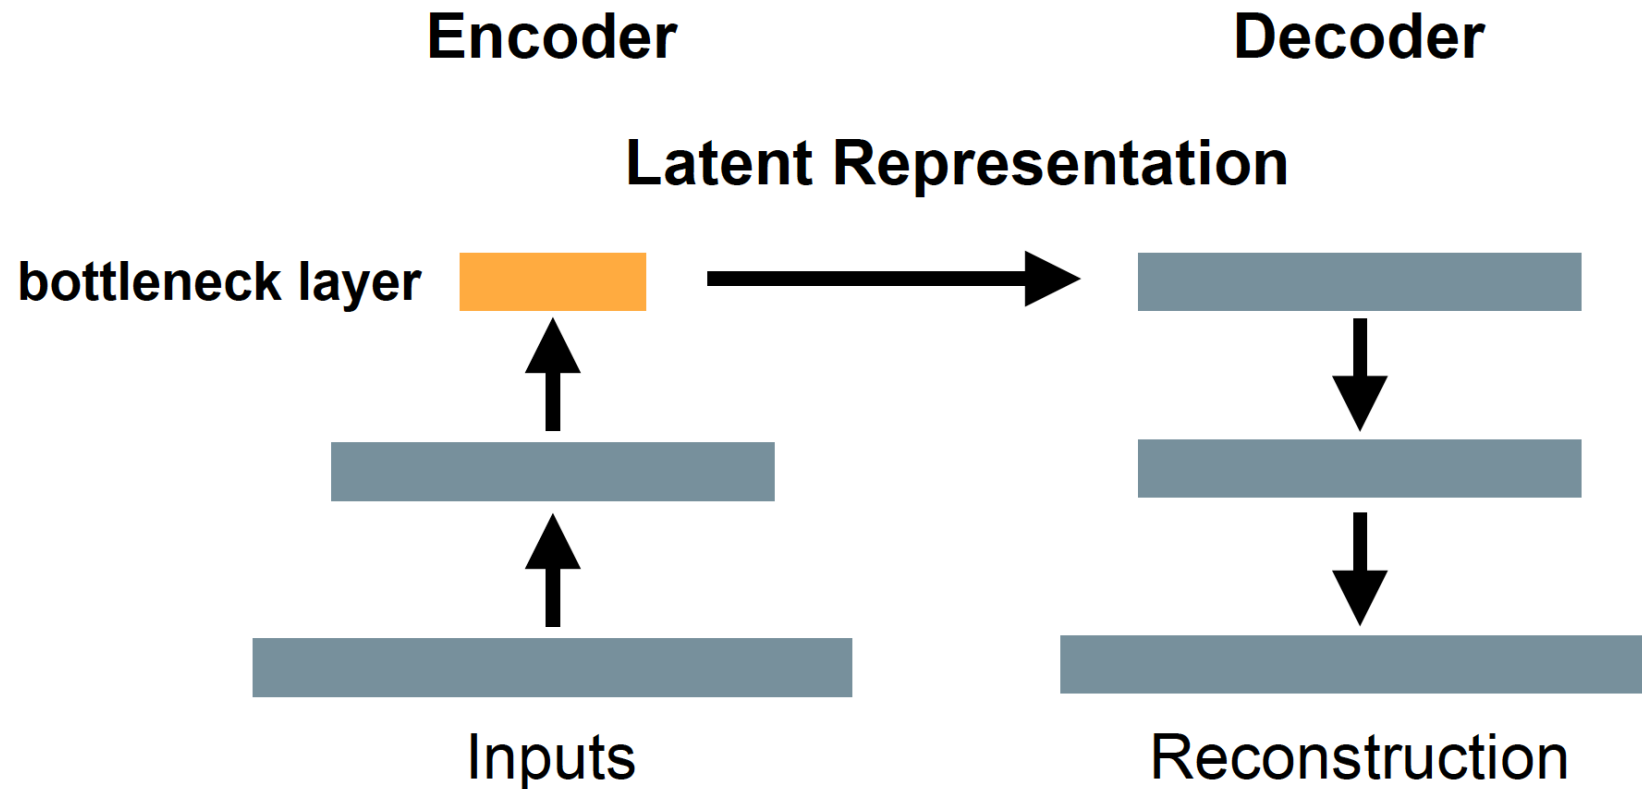 Encoder
Decoder
Latent Representation
bottleneck layer
Inputs
Reconstruction